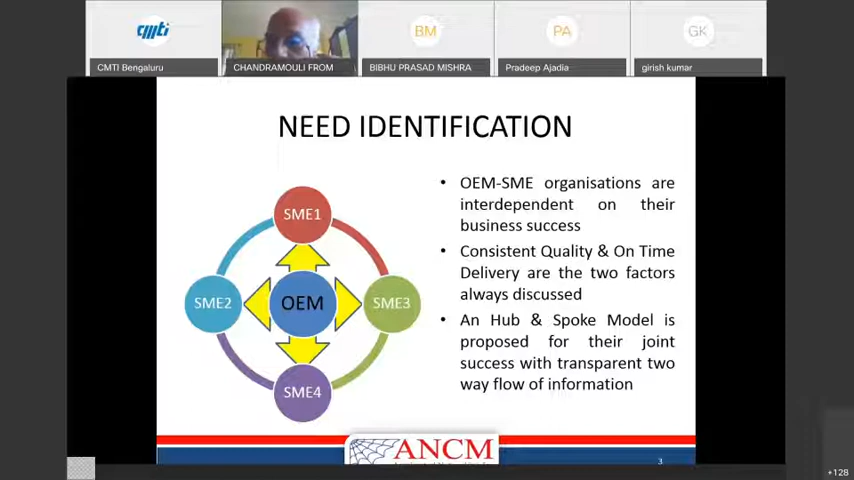 cmti
BM
PA
GK
CMTI Bengaluru
CHANDRAMOULI FROM
BIBHU PRASAD MISHRA
Pradeep Ajadia
girish kumar
NEED IDENTIFICATION
SME1
SME2
OEM
SME3
SME4
• OEM-SME organisations are
interdependent on their
business success
• Consistent Quality & On Time
Delivery are the two factors
always discussed
• An Hub & Spoke Model is
proposed for their joint
success with transparent two
way flow of information
ANCM
3
+128